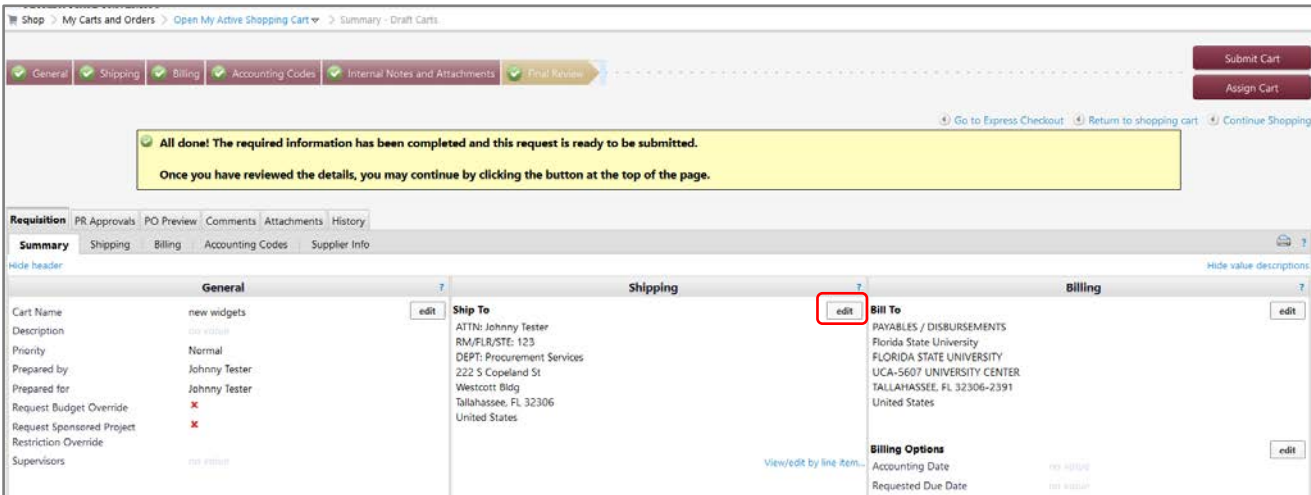 Shop > My Carts and Orders > Open My Active Shopping Cart > Summary - Draft Carts
General Shipping Billing Accounting Codes Internal Notes and Attachments Final Review
Submit Cart
Assign Cart
Go to Express Checkout Return to shopping cart Continue Shopping
All done! The required information has been completed and this request is ready to be submitted.
Once you have reviewed the details, you may continue by clicking the button at the top of the page.
Requisition PR Approvals PO Preview Comments Attachments History
Summary Shipping Billing Accounting Codes Supplier Info ?
Hide header Hide value descriptions
General ?
Cart Name new widgets edit
Description no value
Priority Normal
Prepared by Johnny Tester
Prepared for Johnny Tester
Request Budget Override
Request Sponsored Project
Restriction Override
Supervisors no value
Shipping ?
Ship To edit
ATTN: Johnny Tester
RM/FLR/STE: 123
DEPT: Procurement Services
222 S Copeland St
Westcott Bldg
Tallahassee, FL 32306
United States
View/edit by line item...
Billing ?
Bill To edit
PAYABLES / DISBURSEMENTS
Florida State University
FLORIDA STATE UNIVERSITY
UCA-5607 UNIVERSITY CENTER
TALLAHASSEE, FL 32306-2391
United States
Billing Options edit
Accounting Date no value
Requested Due Date no value